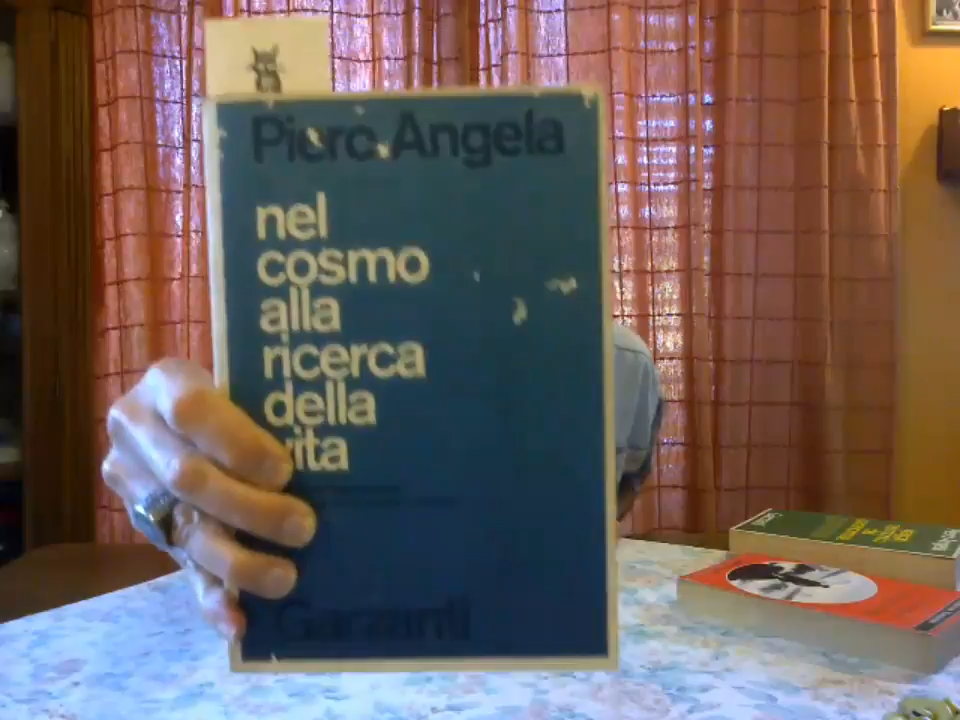 Piero Angela
nel
cosmo
alla
ricerca
della
vita
Garzanti